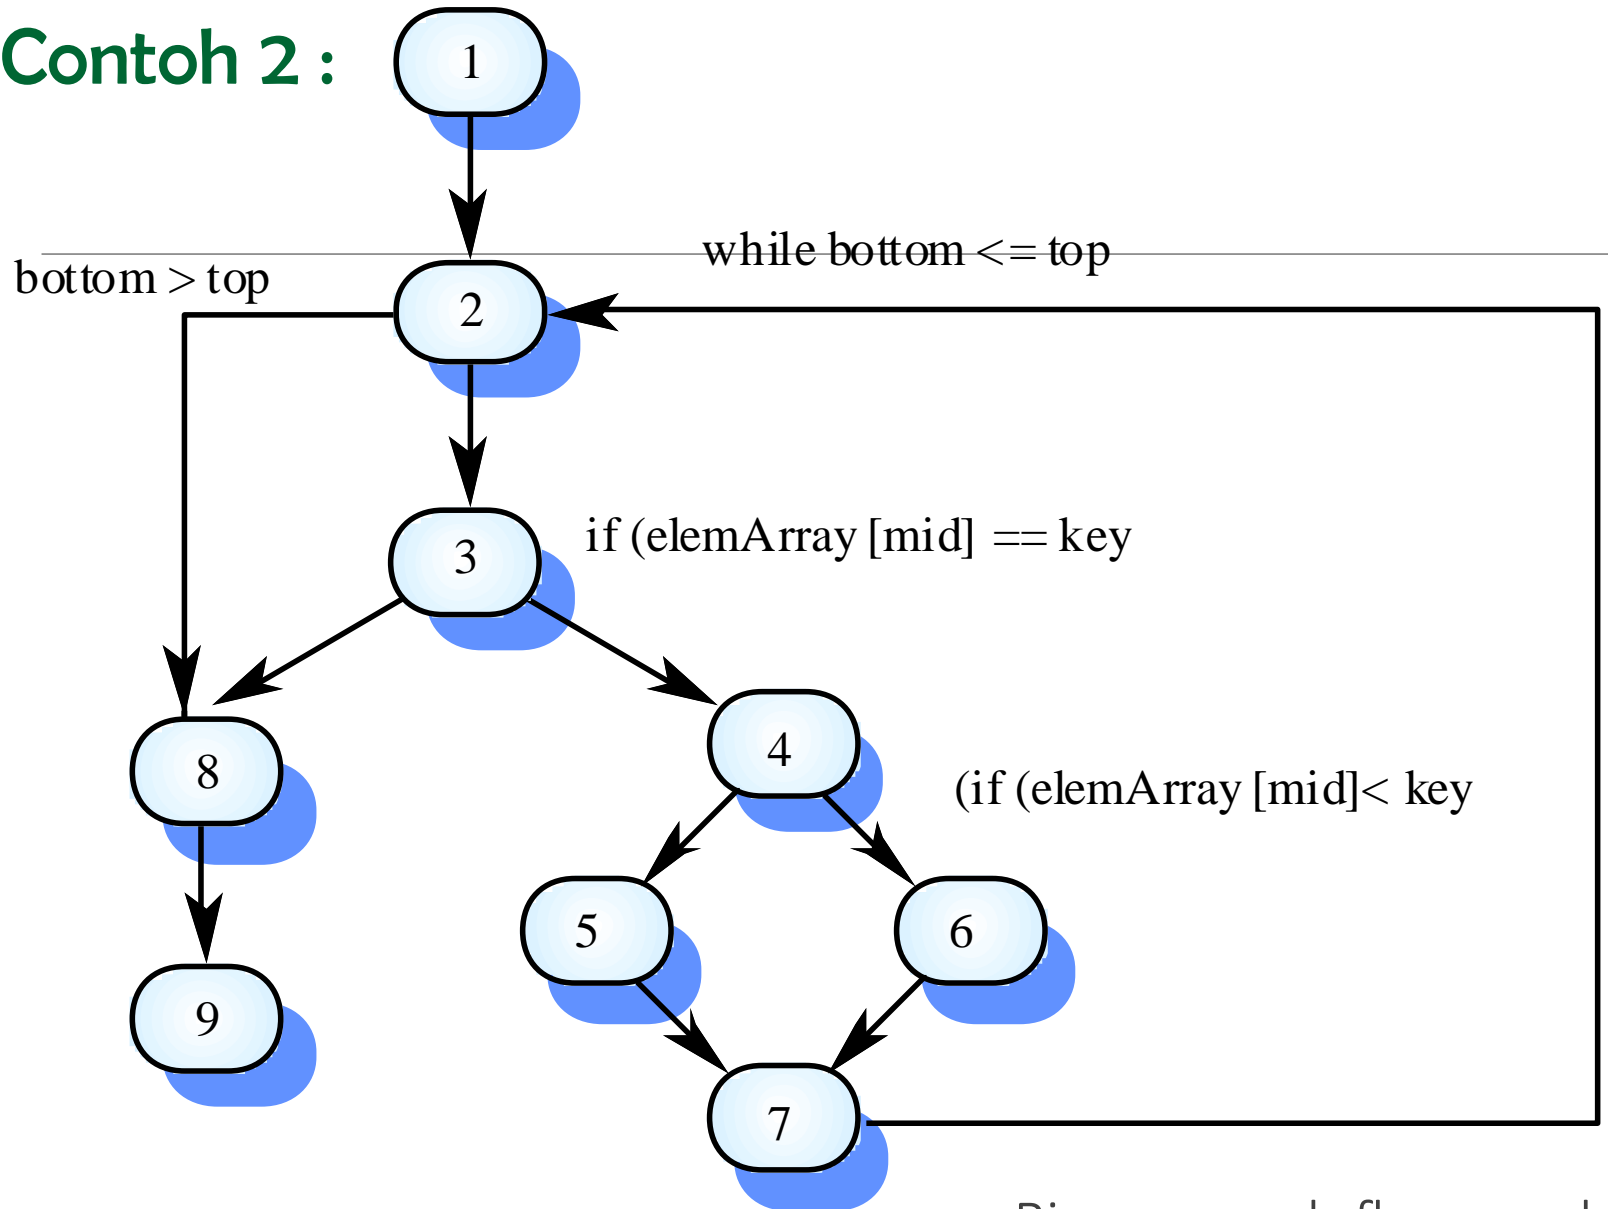 Contoh 2 :
1
while bottom <= top
bottom > top
2
3
if (elemArray [mid] == key
4
8
(if (elemArray [mid]< key
5
6
9
7